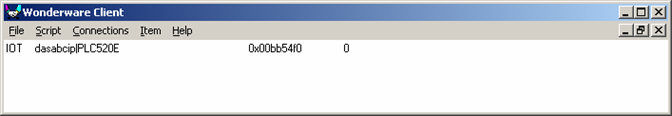 Wonderware Client
File Script Connections Item Help
IOT dasabcip|PLC520E 0x00bb54f0 0